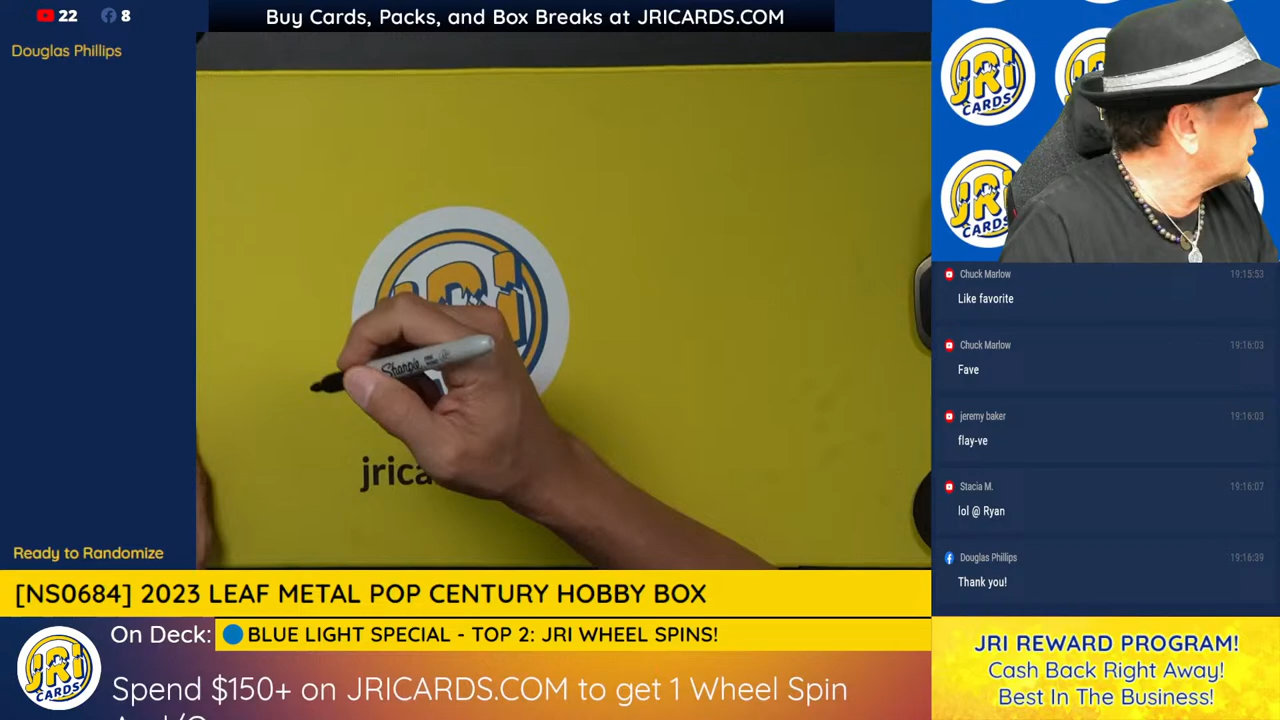 22
8
Buy Cards, Packs, and Box Breaks at JRICARDS.COM
Douglas Phillips
JRI
CARDS
JRI
CARDS
Sharpie
jrica
Chuck Marlow 19:15:53
Like favorite
Chuck Marlow 19:16:03
Fave
jeremy baker 19:16:03
flay-ve
Stacia M. 19:16:07
lol @ Ryan
Douglas Phillips 19:16:39
Thank you!
Ready to Randomize
[NS0684] 2023 LEAF METAL POP CENTURY HOBBY BOX
On Deck: BLUE LIGHT SPECIAL - TOP 2: JRI WHEEL SPINS!
JRI
CARDS
Spend $150+ on JRICARDS.COM to get 1 Wheel Spin
JRI REWARD PROGRAM!
Cash Back Right Away!
Best In The Business!